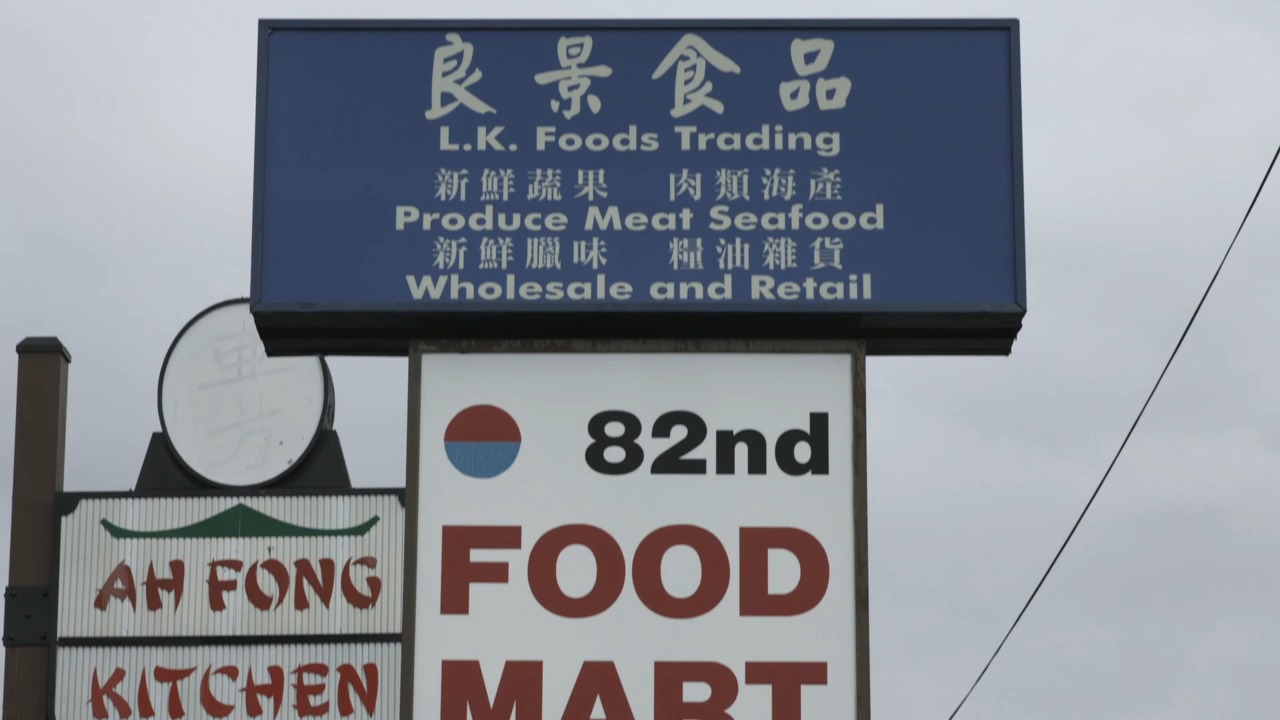 良景食品
L.K. Foods Trading
新鮮蔬果 肉類海產
Produce Meat Seafood
新鮮臘味 糧油雜貨
Wholesale and Retail
82nd
FOOD
MART
AH FONG
KITCHEN